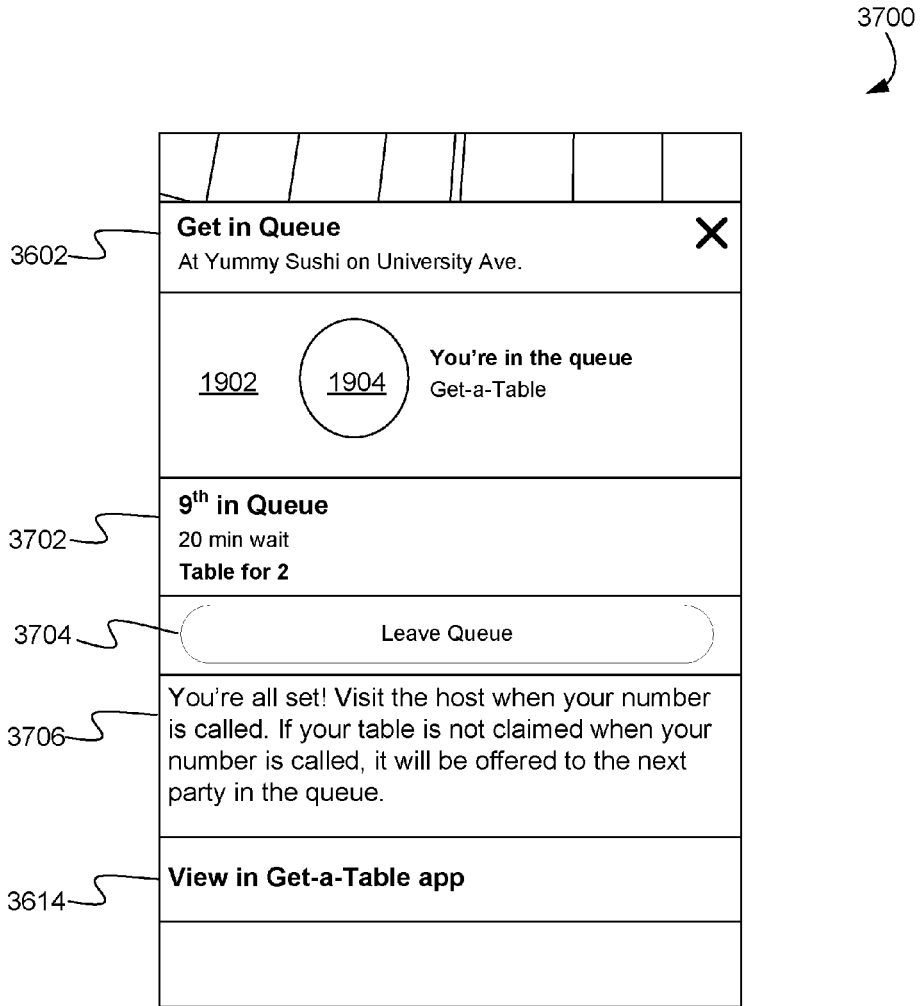 3700
3602
Get in Queue
At Yummy Sushi on University Ave.
1902
1904
You're in the queue
Get-a-Table
3702
9th in Queue
20 min wait
Table for 2
3704
Leave Queue
3706
You're all set! Visit the host when your number
is called. If your table is not claimed when your
number is called, it will be offered to the next
party in the queue.
3614
View in Get-a-Table app